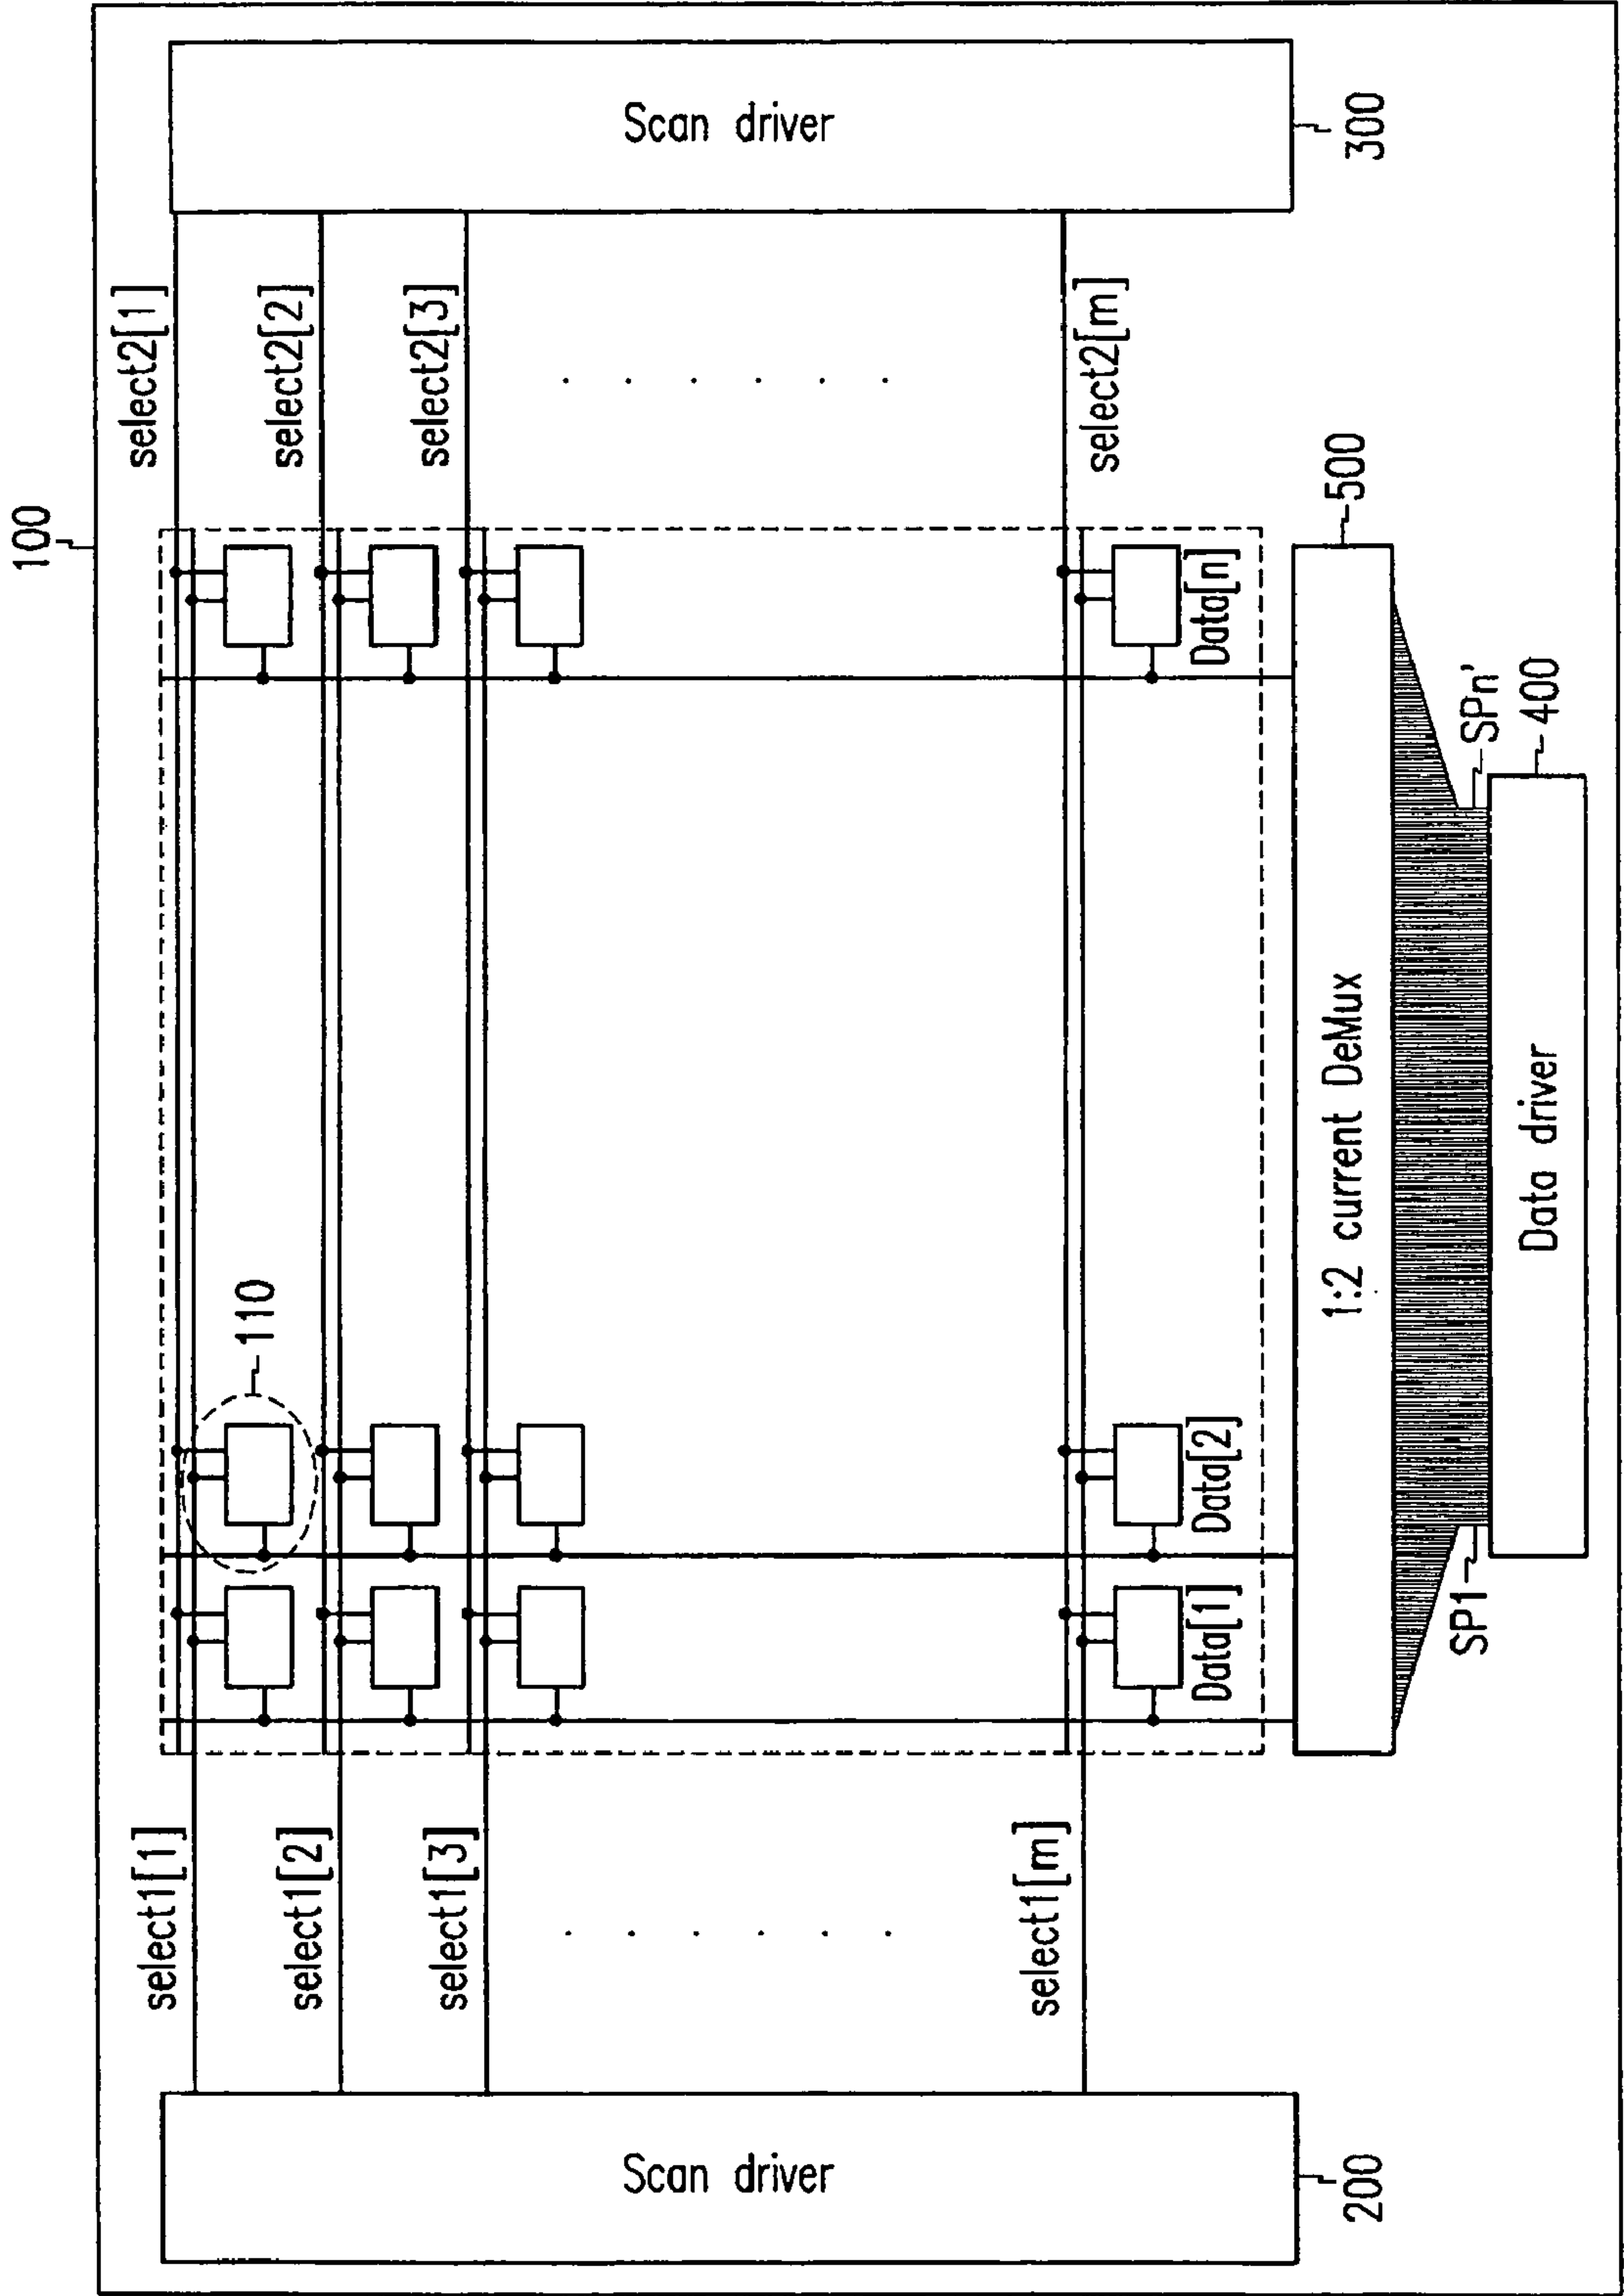 100
select1[1]
select2[1]
110
select1[2]
select2[2]
select1[3]
select2[3]
Scan driver
Scan driver
select1[m]
select2[m]
Data[1]
Data[2]
Data[n]
200
1:2 current DeMux
500
300
SP1
SPn'
Data driver
400